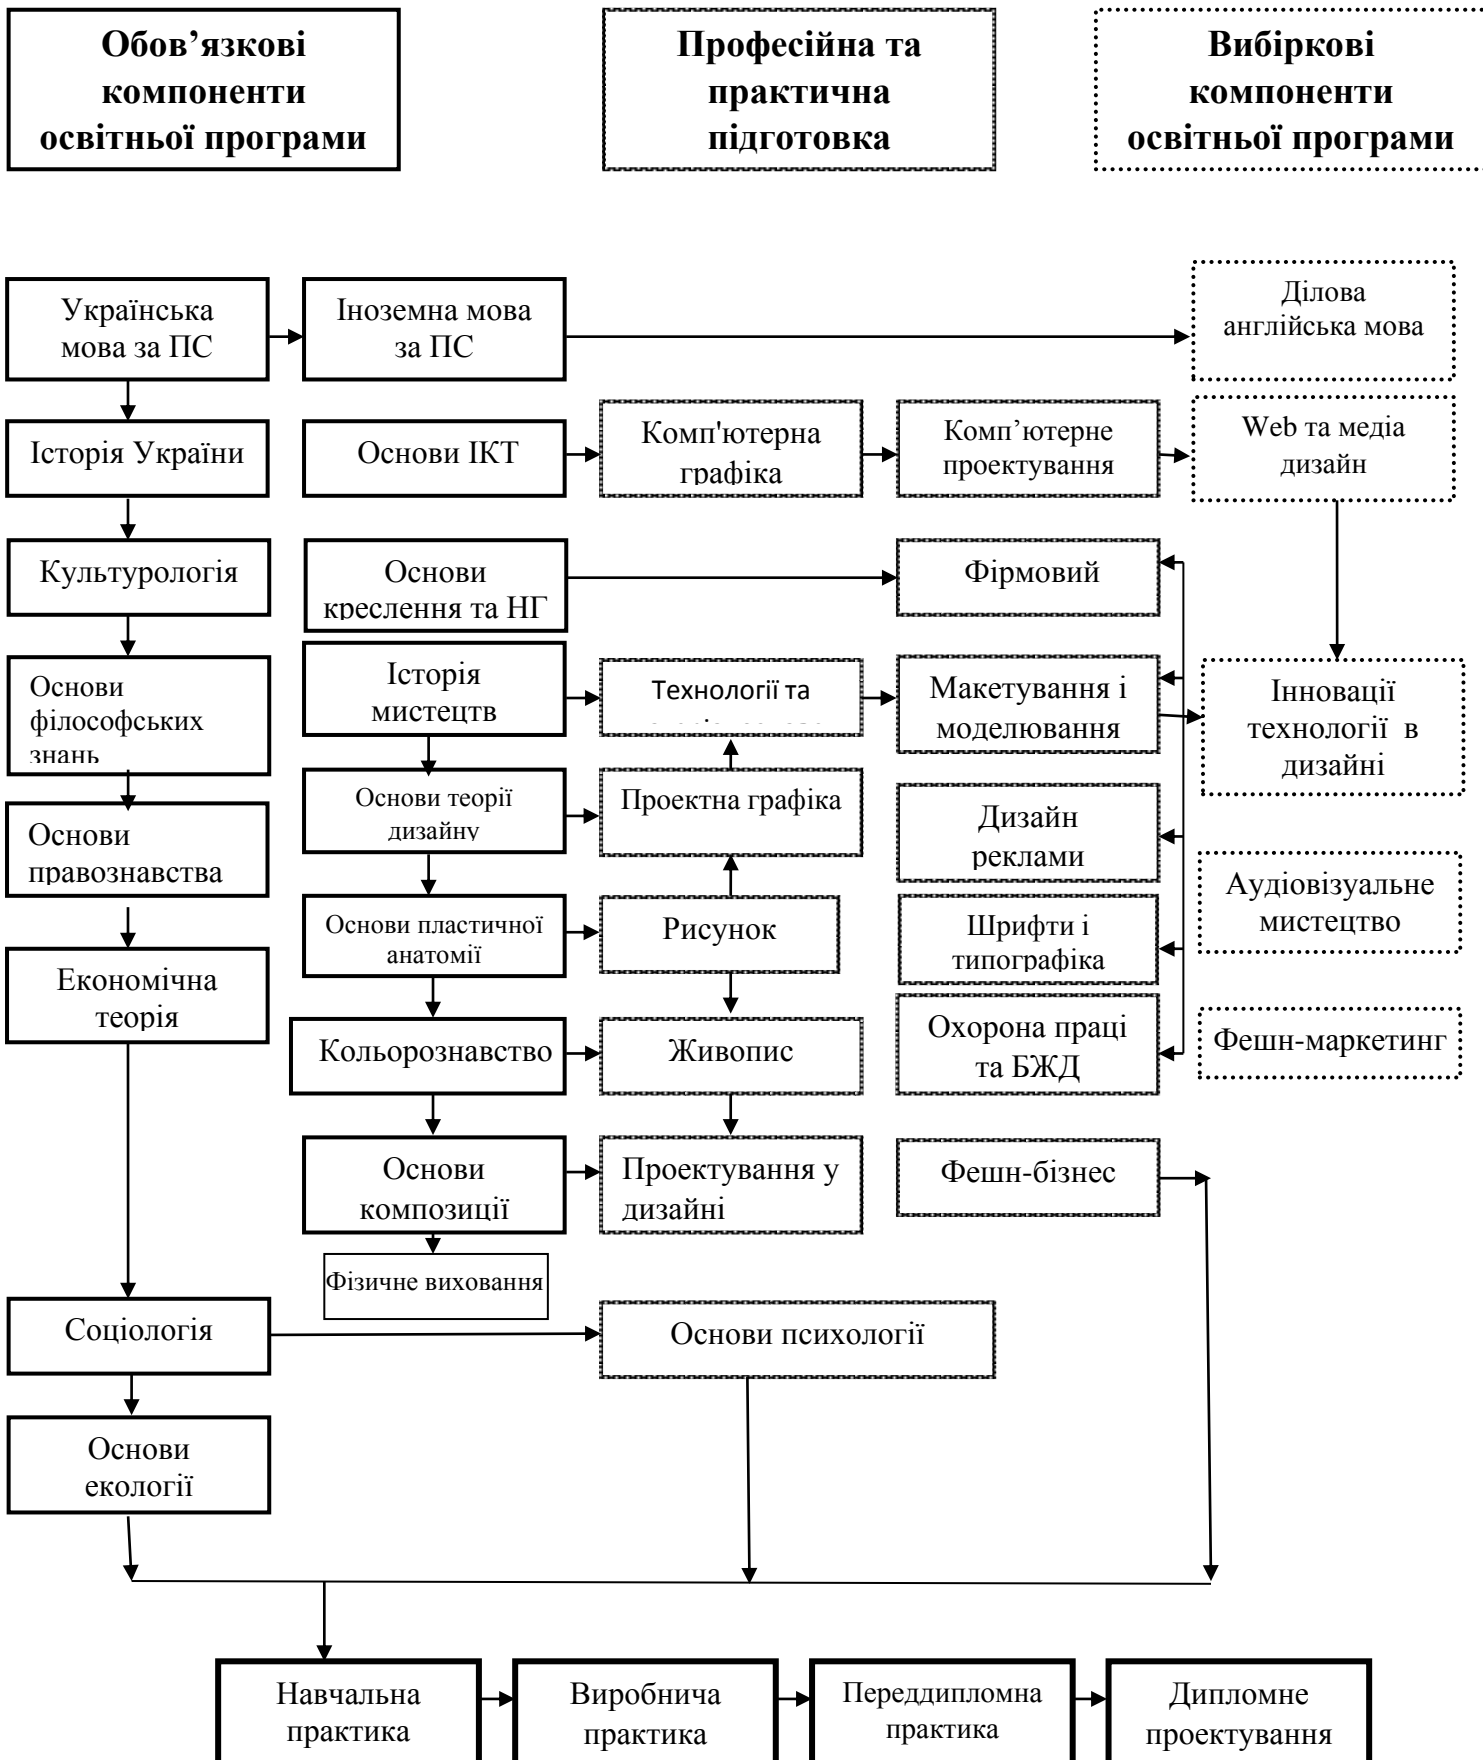 Обов’язкові
компоненти
освітньої програми
Професійна та
практична
підготовка
Вибіркові
компоненти
освітньої програми
Українська
мова за ПС
Іноземна мова
за ПС
Ділова
англійська мова
Історія України
Основи ІКТ
Комп'ютерна
графіка
Комп’ютерне
проектування
Web та медіа
дизайн
Культурологія
Основи
креслення та НГ
Фірмовий
Основи
філософських
знань
Історія
мистецтв
Технології та
Макетування і
моделювання
Інновації
технології в
дизайні
Основи
правознавства
Основи теорії
дизайну
Проектна графіка
Дизайн
реклами
Аудіовізуальне
мистецтво
Економічна
теорія
Основи пластичної
анатомії
Рисунок
Шрифти і
типографіка
Кольорознавство
Живопис
Охорона праці
та БЖД
Фешн-маркетинг
Основи
композиції
Проектування у
дизайні
Фешн-бізнес
Фізичне виховання
Соціологія
Основи психології
Основи
екології
Навчальна
практика
Виробнича
практика
Переддипломна
практика
Дипломне
проектування